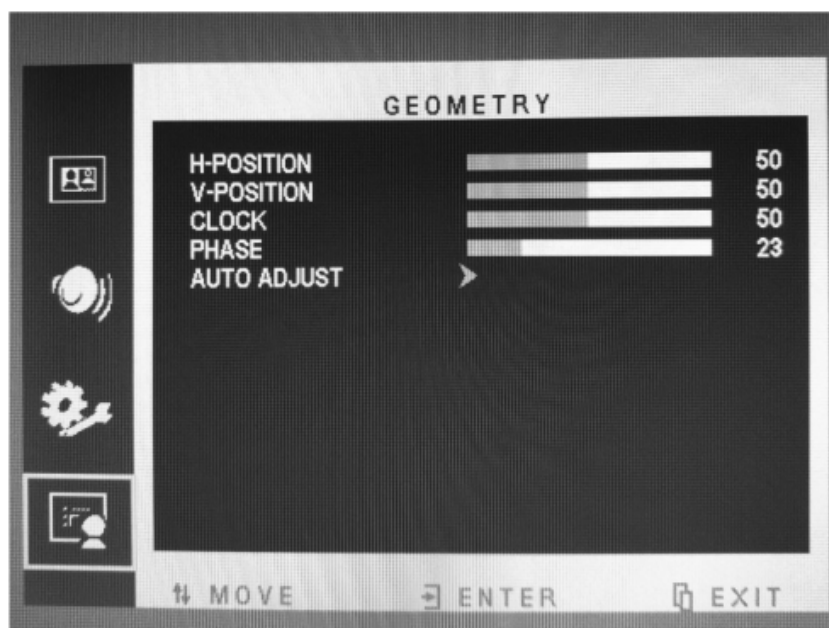 GEOMETRY
H-POSITION 50
V-POSITION 50
CLOCK 50
PHASE 23
AUTO ADJUST
MOVE ENTER EXIT